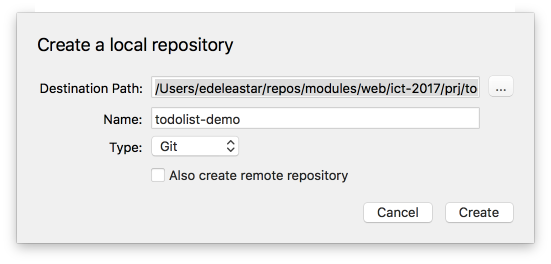 Create a local repository
Destination Path: /Users/edeleastar/repos/modules/web/ict-2017/prj/to ...
Name: todolist-demo
Type: Git
Also create remote repository
Cancel Create